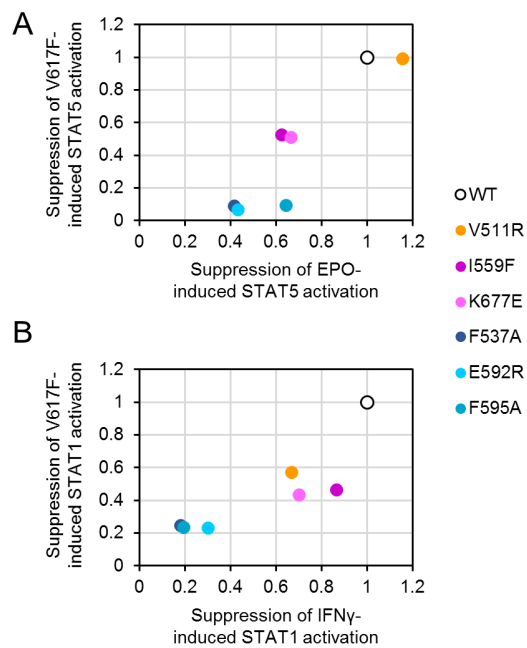 A
Suppression of V617F-
induced STAT5 activation
1.2
1
0.8
0.6
0.4
0.2
0
0 0.2 0.4 0.6 0.8 1 1.2
Suppression of EPO-
induced STAT5 activation
WT
V511R
I559F
K677E
F537A
E592R
F595A
B
Suppression of V617F-
induced STAT1 activation
1.2
1
0.8
0.6
0.4
0.2
0
0 0.2 0.4 0.6 0.8 1 1.2
Suppression of IFNγ-
induced STAT1 activation